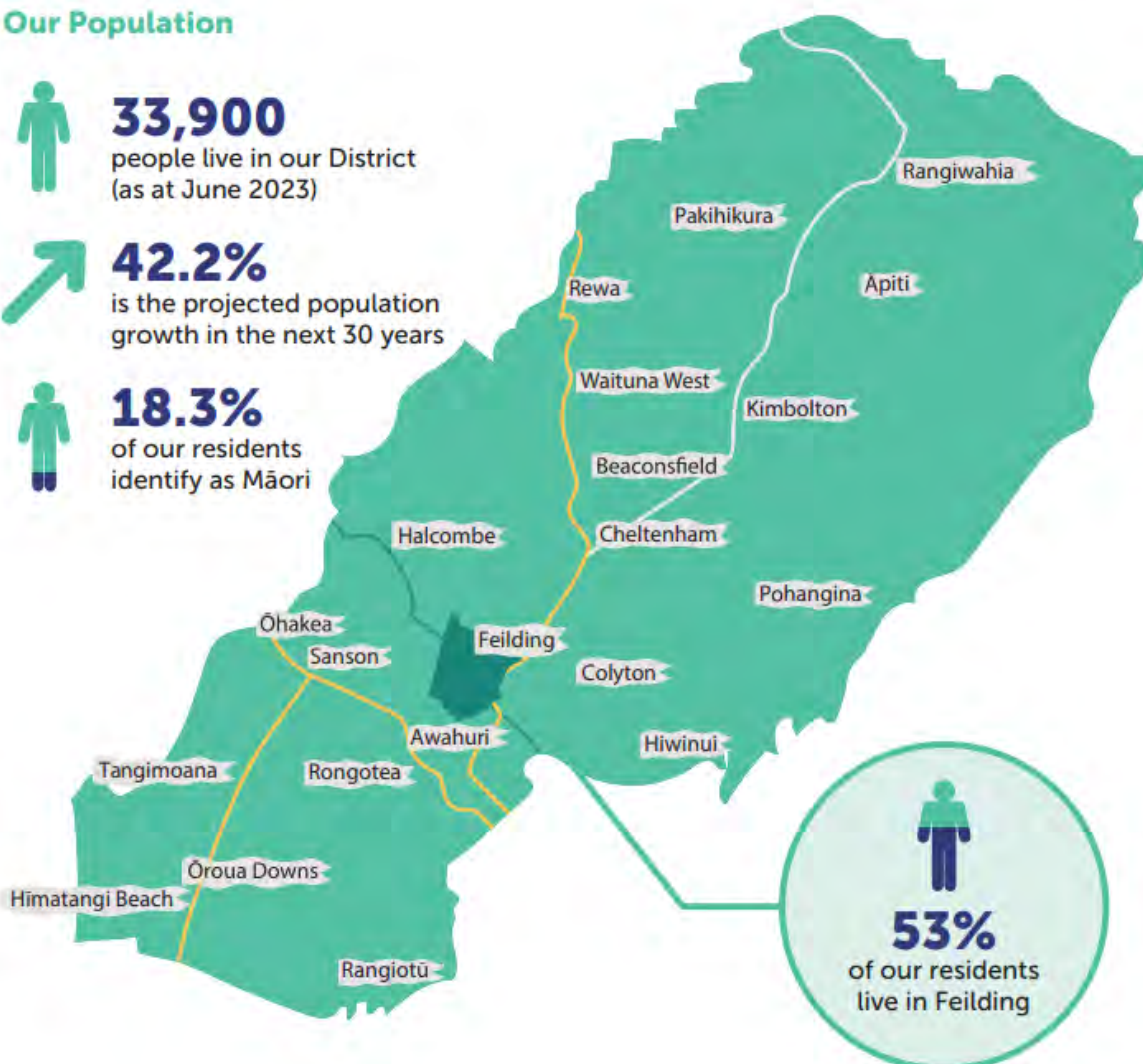 Our Population
33,900
people live in our District
(as at June 2023)
42.2%
is the projected population
growth in the next 30 years
18.3%
of our residents
identify as Māori
Rangiwahia
Pakihikura
Āpiti
Rewa
Waituna West
Kimbolton
Beaconsfield
Halcombe
Cheltenham
Pohangina
Ōhakea
Feilding
Sanson
Colyton
Awahuri
Hiwinui
Tangimoana
Rongotea
Ōroua Downs
Hīmatangi Beach
Rangiotū
53%
of our residents
live in Feilding